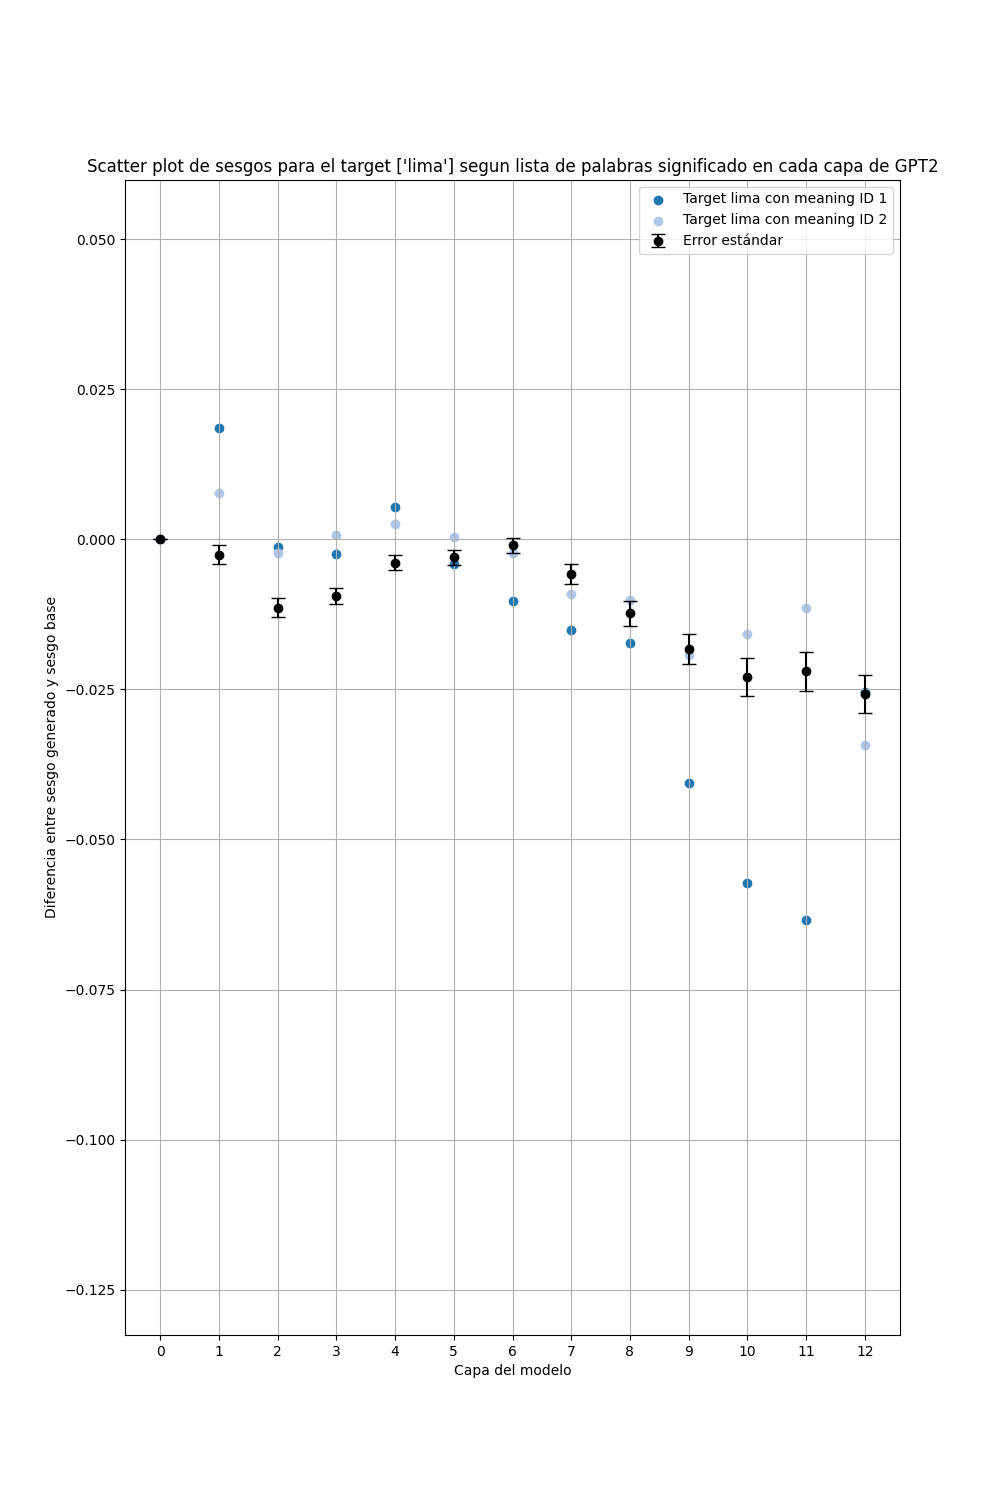 Scatter plot de sesgos para el target ['lima'] segun lista de palabras significado en cada capa de GPT2
Target lima con meaning ID 1
Target lima con meaning ID 2
Error estándar
Diferencia entre sesgo generado y sesgo base
0.050
0.025
0.000
−0.025
−0.050
−0.075
−0.100
−0.125
0 1 2 3 4 5 6 7 8 9 10 11 12
Capa del modelo